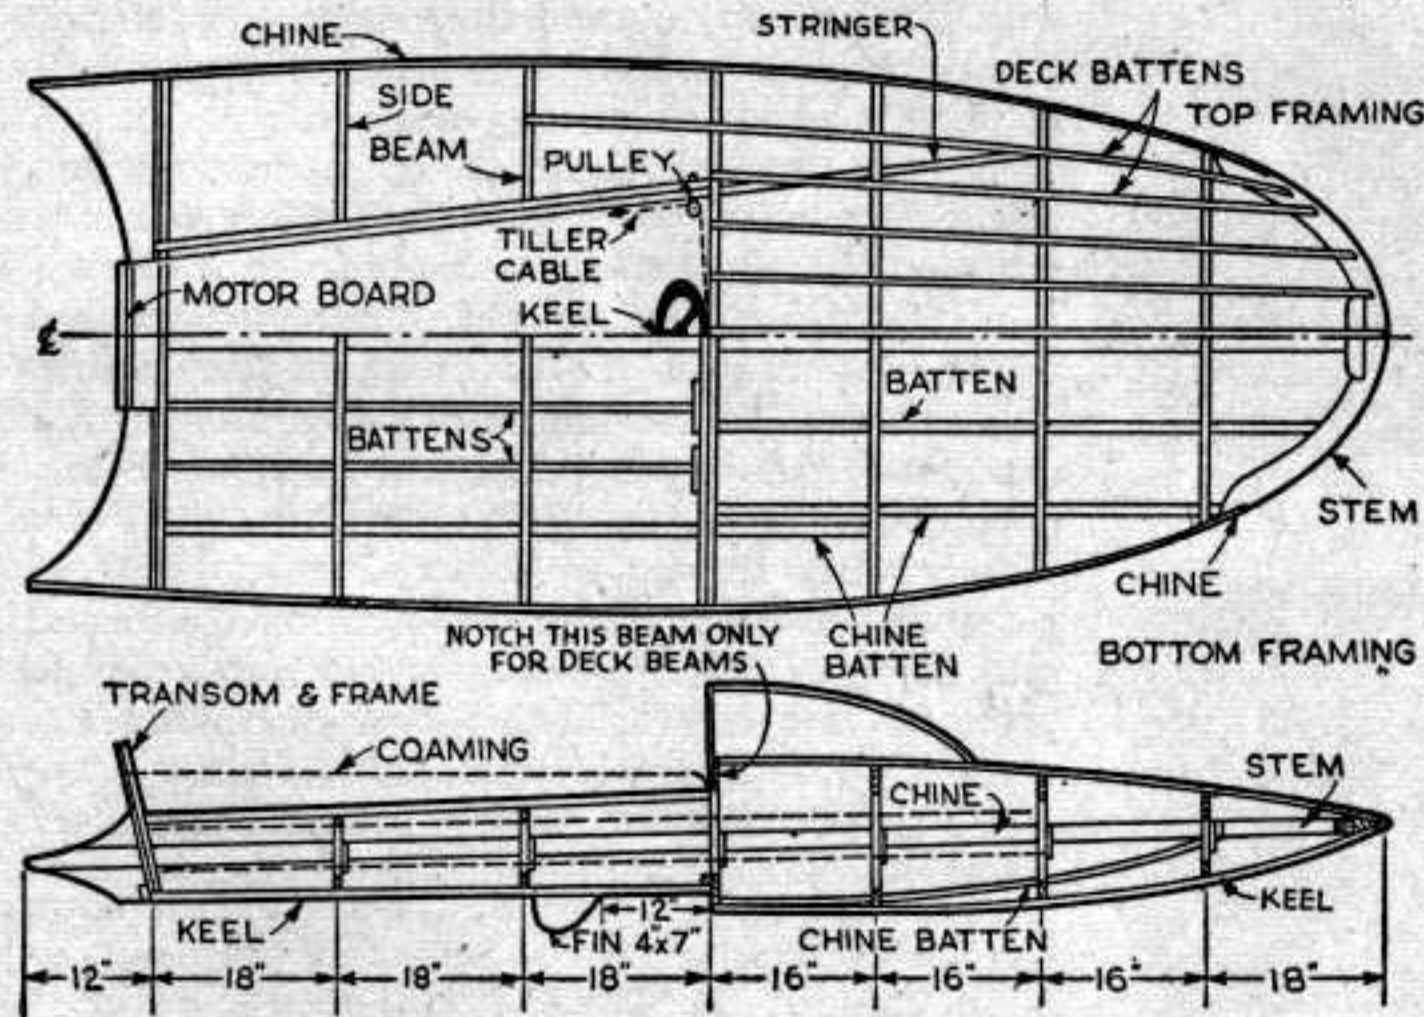 CHINE
STRINGER
DECK BATTENS
TOP FRAMING
SIDE
BEAM
PULLEY
TILLER
CABLE
MOTOR BOARD
KEEL
℄
BATTEN
BATTENS
STEM
CHINE
NOTCH THIS BEAM ONLY
FOR DECK BEAMS
CHINE
BATTEN
BOTTOM FRAMING
TRANSOM & FRAME
COAMING
STEM
CHINE
KEEL
12"
FIN 4"x7"
CHINE BATTEN
KEEL
12" 18" 18" 18" 16" 16" 16" 18"